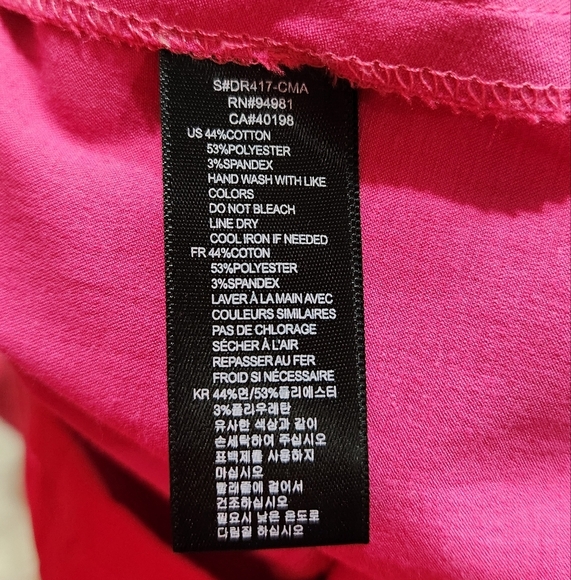 S#DR417-CMA
RN#94981
CA#40198
US 44%COTTON
53%POLYESTER
3%SPANDEX
HAND WASH WITH LIKE
COLORS
DO NOT BLEACH
LINE DRY
COOL IRON IF NEEDED
FR 44%COTON
53%POLYESTER
3%SPANDEX
LAVER À LA MAIN AVEC
COULEURS SIMILAIRES
PAS DE CHLORAGE
SÉCHER À L'AIR
REPASSER AU FER
FROID SI NÉCESSAIRE
KR 44%면/53%폴리에스터
3%폴리우레탄
유사한 색상과 같이
손세탁하여 주십시오
표백제를 사용하지
마십시오
빨래줄에 걸어서
건조하십시오
필요시 낮은 온도로
다림질 하십시오